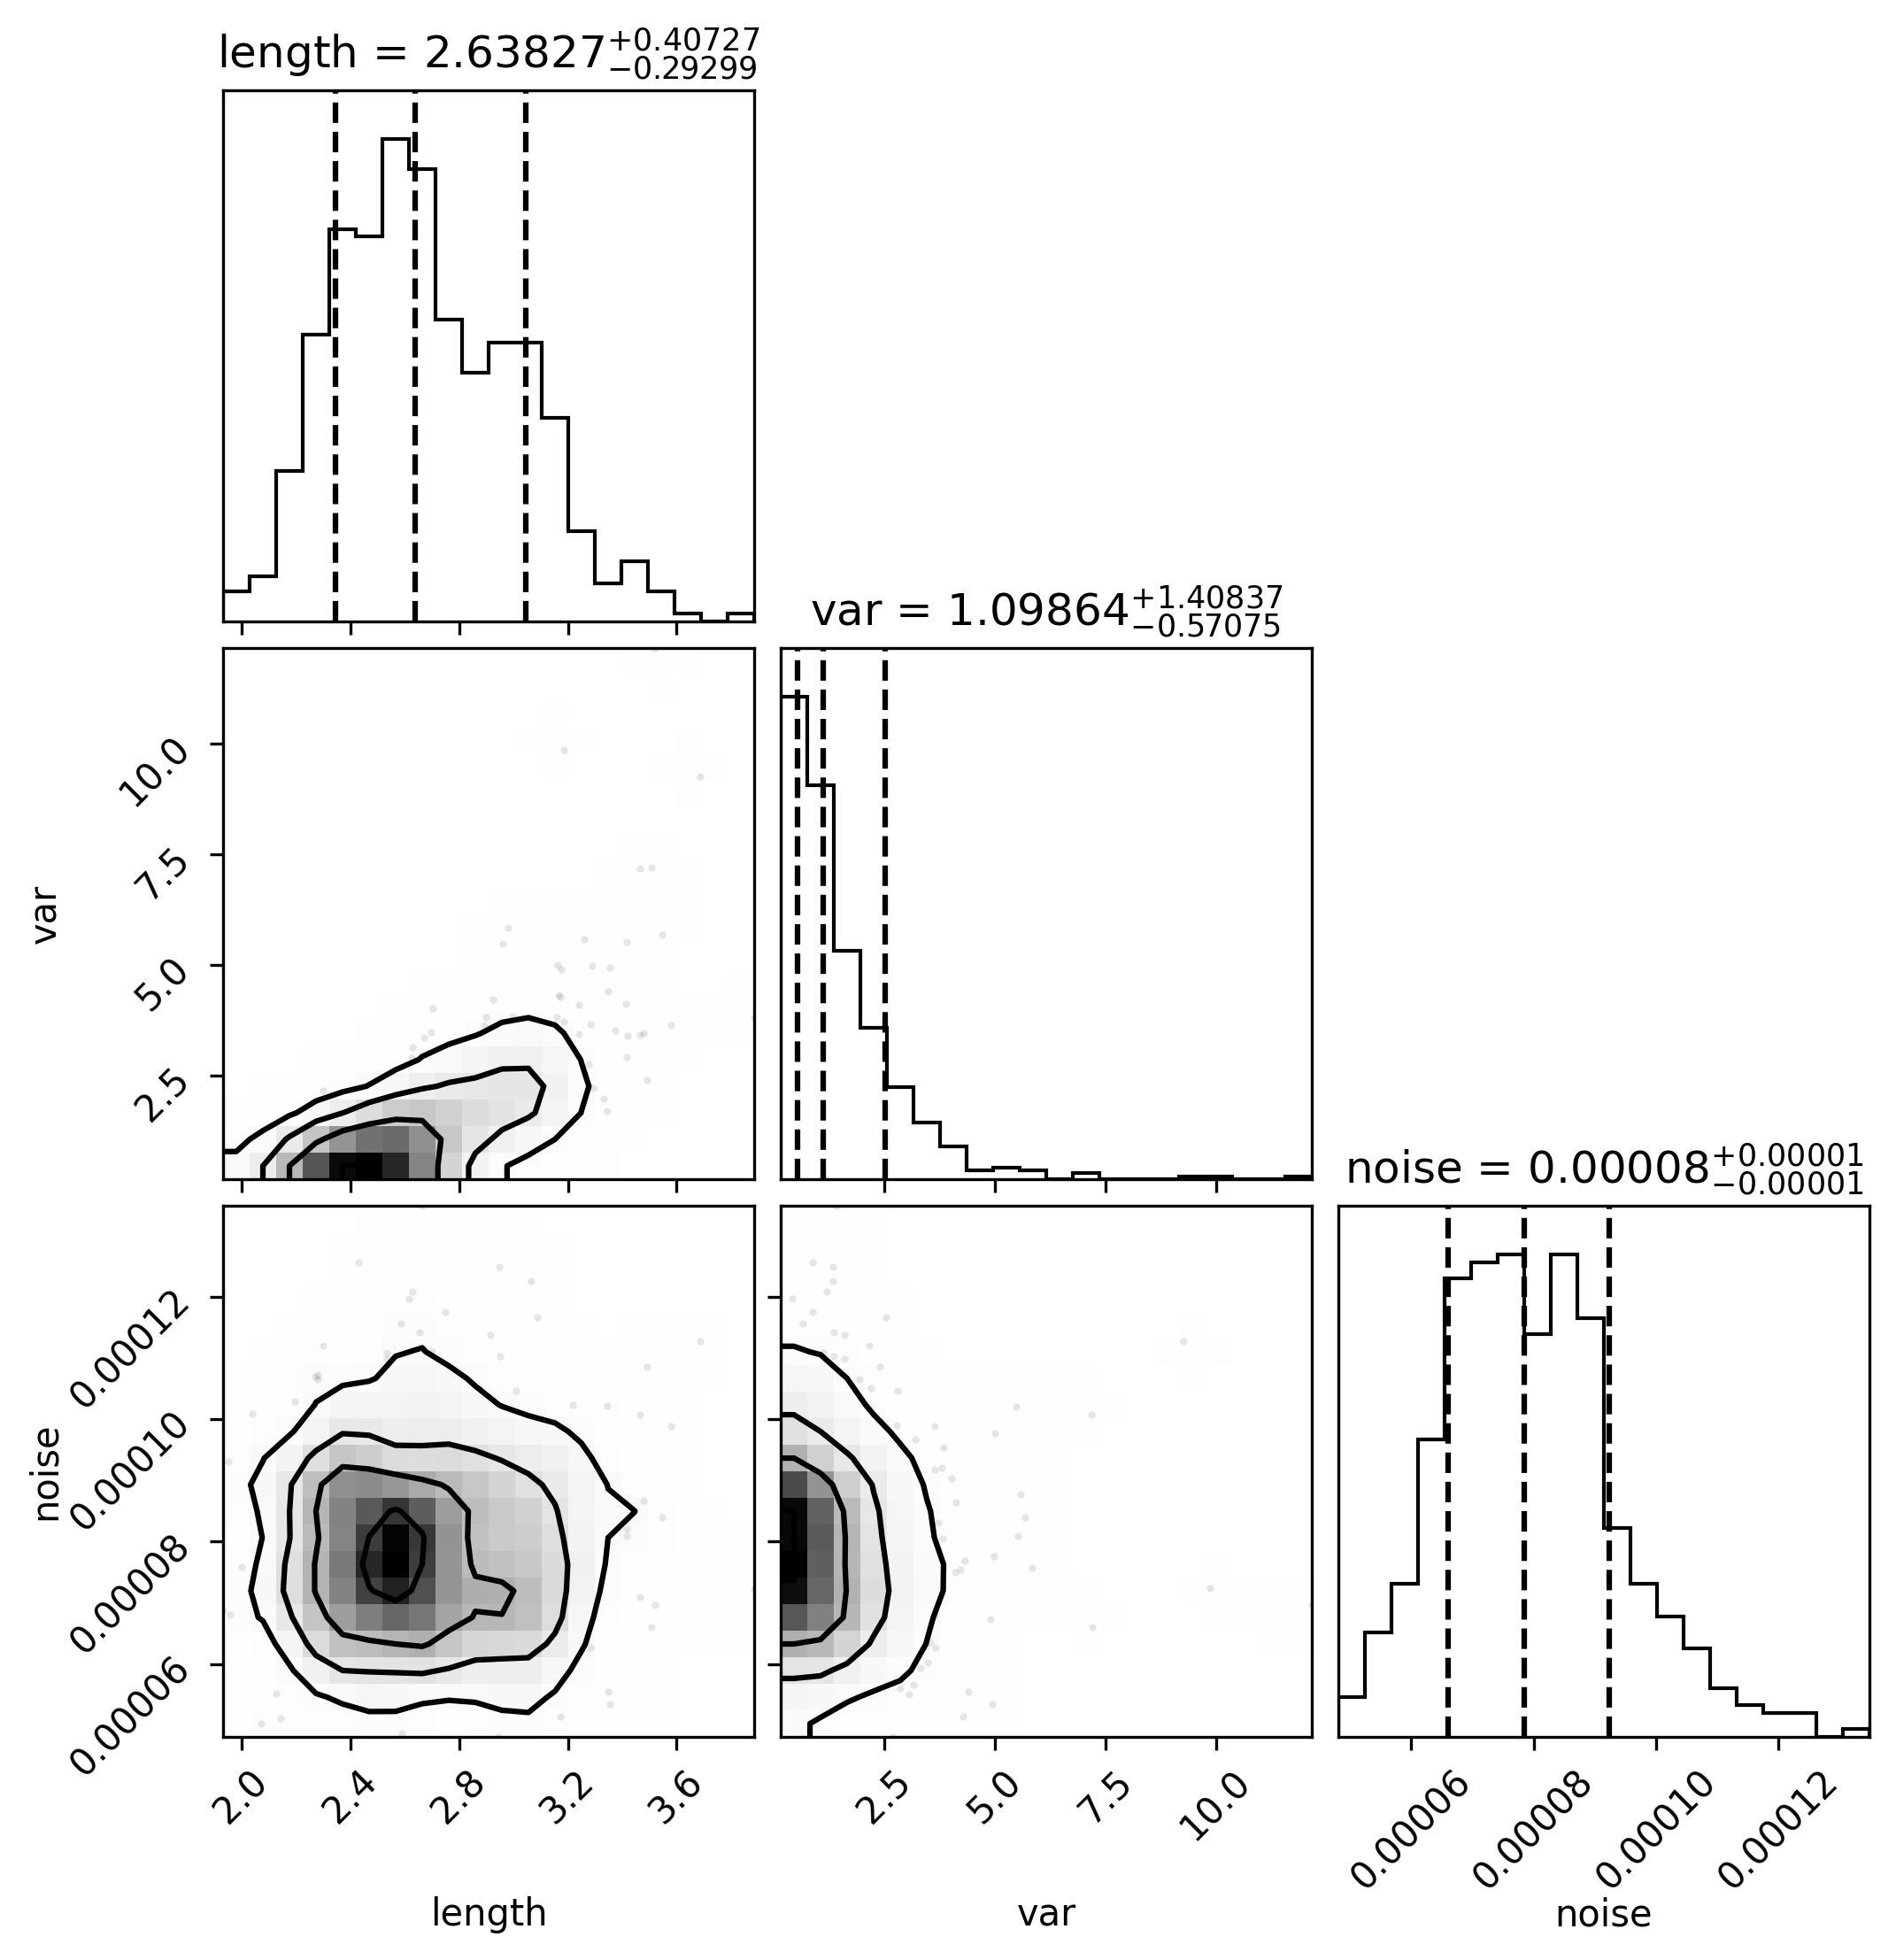 length = 2.63827+0.40727−0.29299
var = 1.09864+1.40837−0.57075
10.0
7.5
5.0
2.5
var
noise = 0.00008+0.00001−0.00001
0.00012
0.00010
0.00008
0.00006
noise
2.0 2.4 2.8 3.2 3.6
2.5 5.0 7.5 10.0
0.00006 0.00008 0.00010 0.00012
length
var
noise